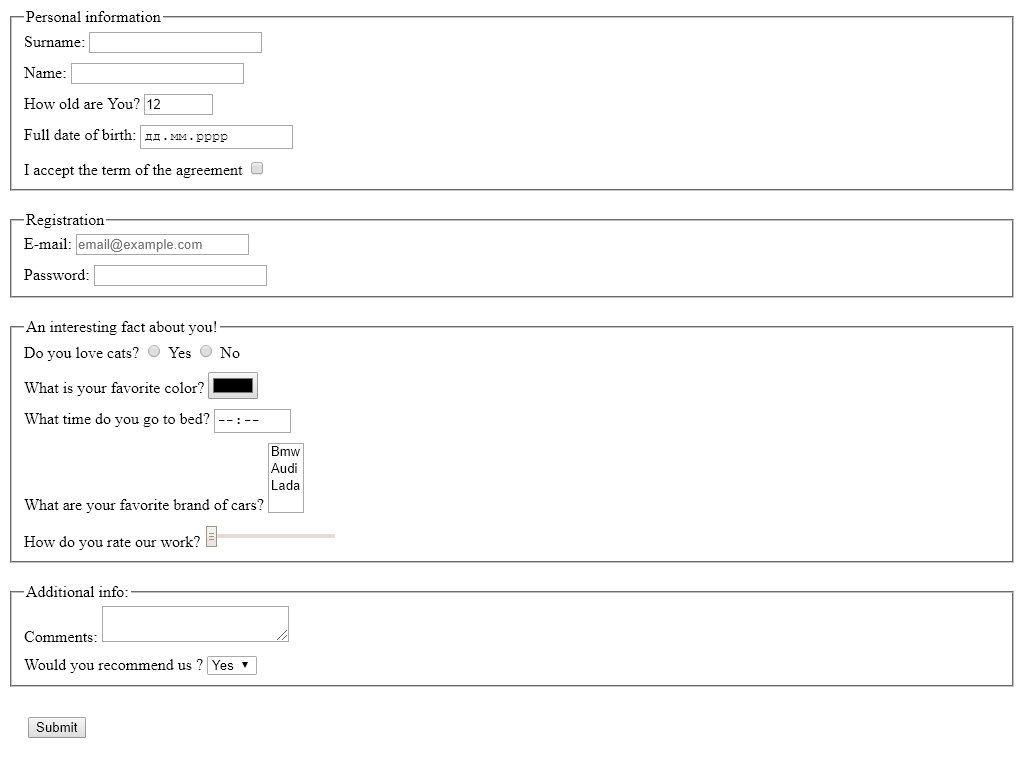 Personal information
Surname:
Name:
How old are You? 12
Full date of birth: дд.мм.рррр
I accept the term of the agreement
Registration
E-mail: email@example.com
Password:
An interesting fact about you!
Do you love cats? Yes No
What is your favorite color?
What time do you go to bed? --:--
Bmw
Audi
Lada
What are your favorite brand of cars?
How do you rate our work?
Additional info:
Comments:
Would you recommend us ? Yes
Submit